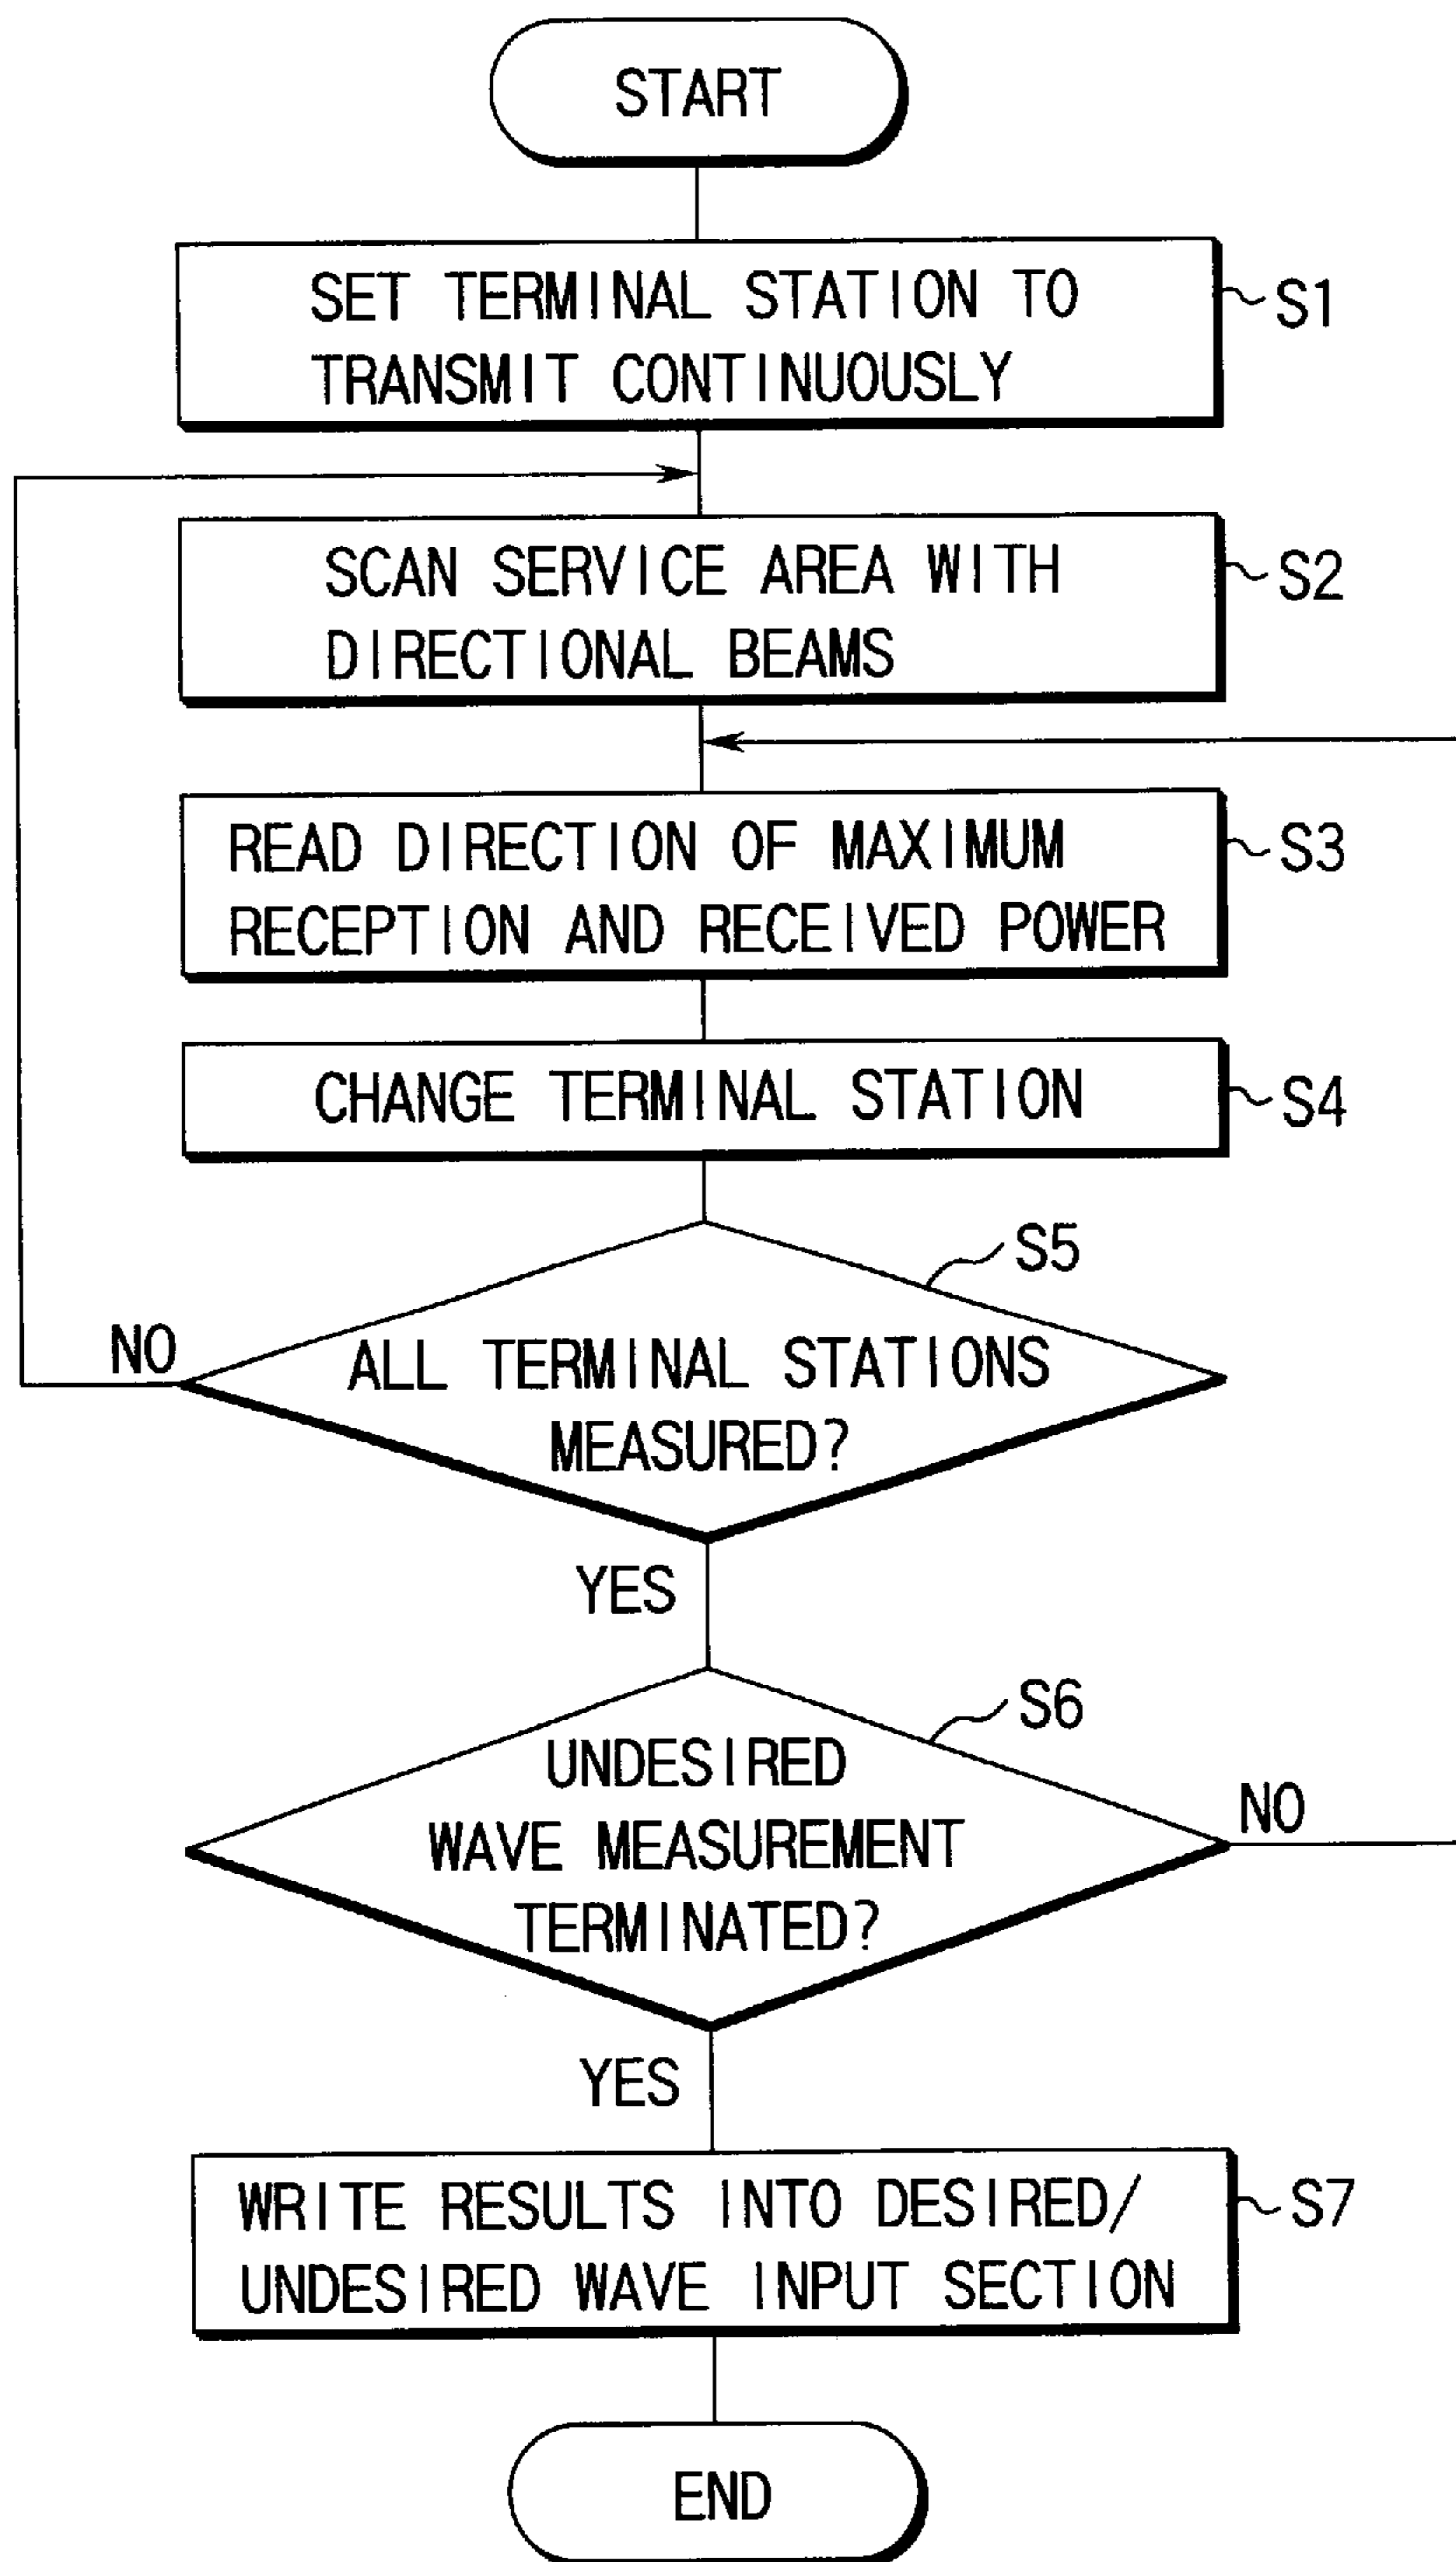 START
SET TERMINAL STATION TO
TRANSMIT CONTINUOUSLY
S1
SCAN SERVICE AREA WITH
DIRECTIONAL BEAMS
S2
READ DIRECTION OF MAXIMUM
RECEPTION AND RECEIVED POWER
S3
CHANGE TERMINAL STATION
S4
S5
NO
ALL TERMINAL STATIONS
MEASURED?
YES
S6
UNDESIRED
WAVE MEASUREMENT
TERMINATED?
NO
YES
WRITE RESULTS INTO DESIRED/
UNDESIRED WAVE INPUT SECTION
S7
END